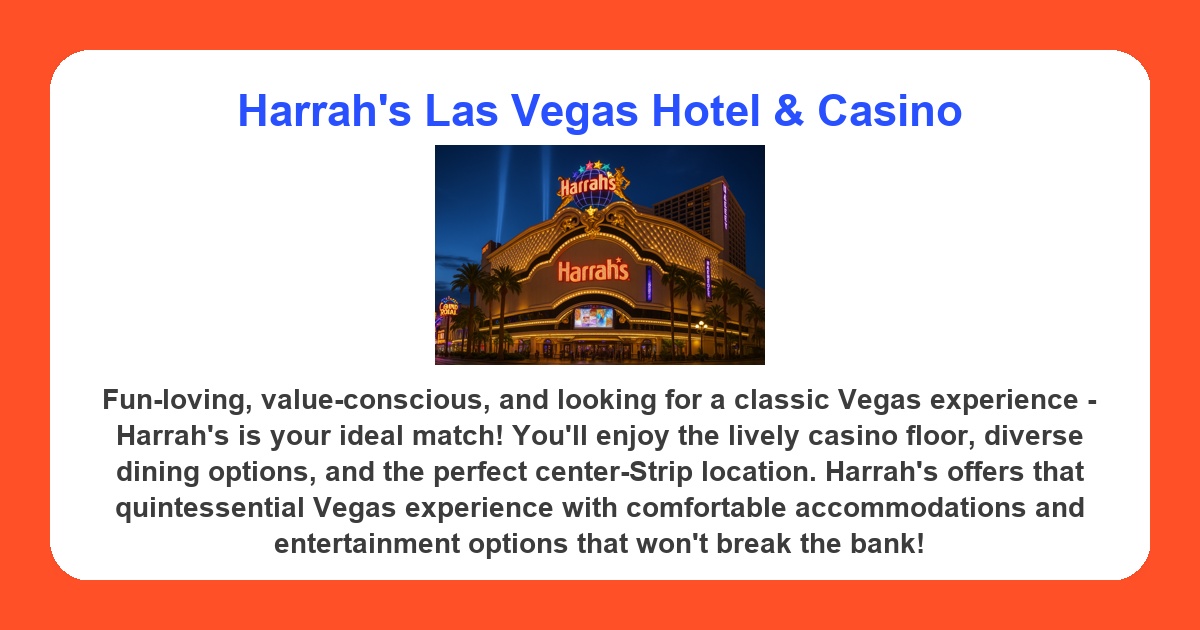 Harrah's Las Vegas Hotel & Casino
Harrah's
Harrah's
Fun-loving, value-conscious, and looking for a classic Vegas experience -
Harrah's is your ideal match! You'll enjoy the lively casino floor, diverse
dining options, and the perfect center-Strip location. Harrah's offers that
quintessential Vegas experience with comfortable accommodations and
entertainment options that won't break the bank!